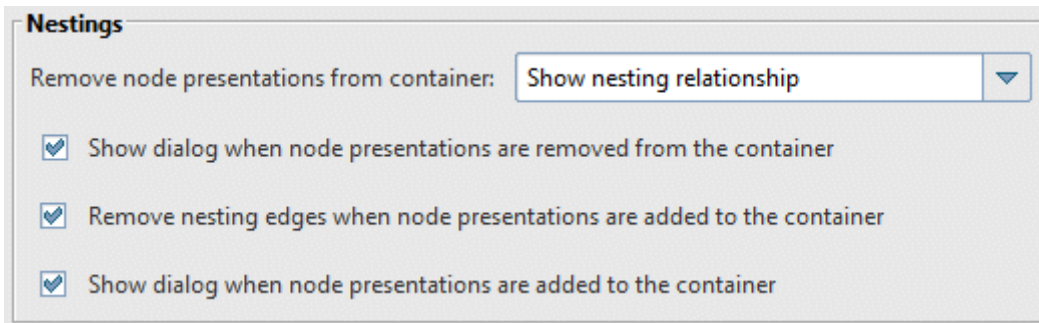 Nestings
Remove node presentations from container: Show nesting relationship
Show dialog when node presentations are removed from the container
Remove nesting edges when node presentations are added to the container
Show dialog when node presentations are added to the container